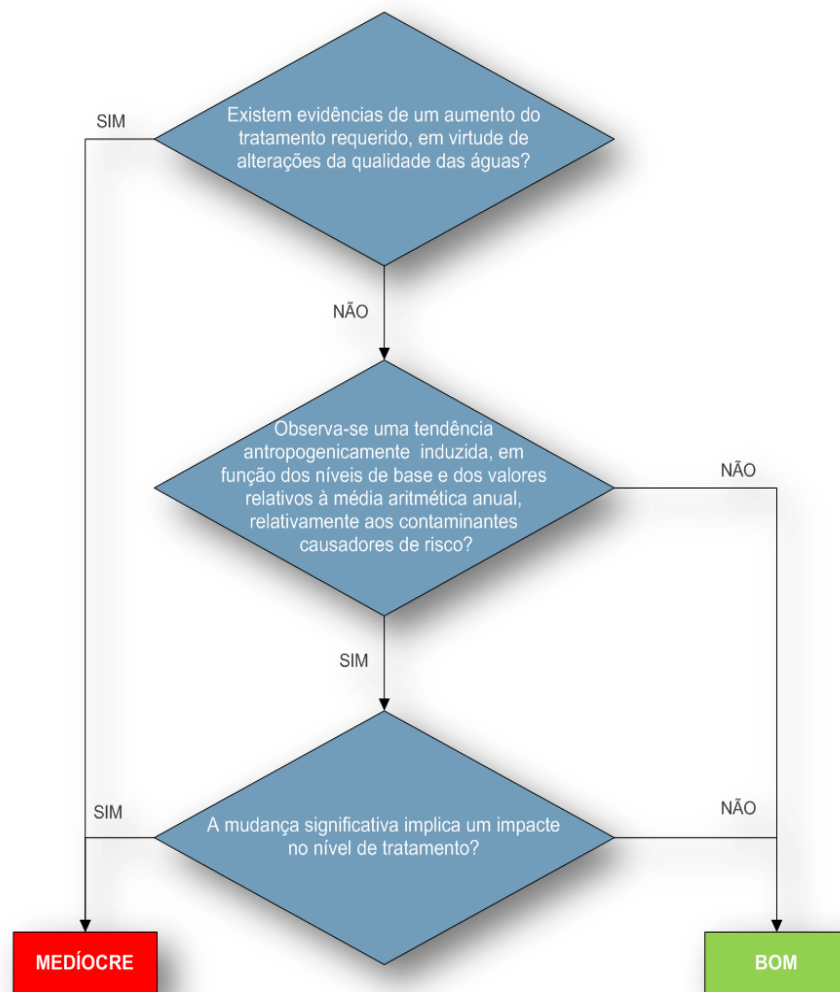 Existem evidências de um aumento do
tratamento requerido, em virtude de
alterações da qualidade das águas?
SIM
NÃO
Observa-se uma tendência
antropogenicamente induzida, em
função dos níveis de base e dos valores
relativos à média aritmética anual,
relativamente aos contaminantes
causadores de risco?
NÃO
SIM
A mudança significativa implica um impacte
no nível de tratamento?
SIM
NÃO
MEDÍOCRE
BOM